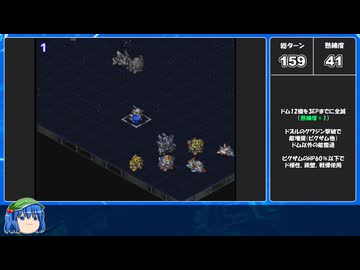 1
総ターン
熟練度
159
41
ドム12機を3EPまでに全滅
(熟練度+1)
ドズルのグワジン撃破で
敵増援(ビグザム他)
ドム以外の敵撤退
ビグザムのHP60%以下で
ド根性、鉄壁、戦慄使用